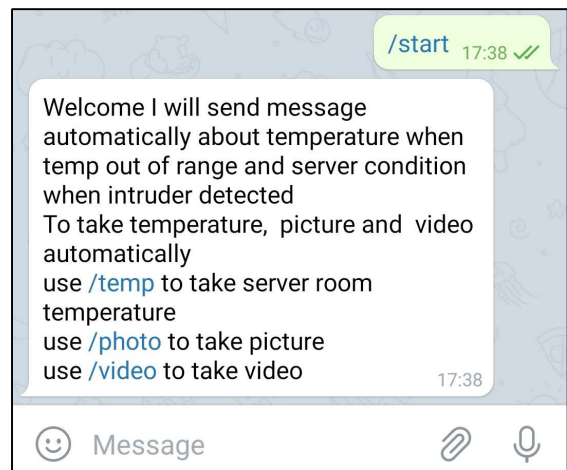 /start 17:38
Welcome I will send message
automatically about temperature when
temp out of range and server condition
when intruder detected
To take temperature,  picture and  video
automatically
use /temp to take server room
temperature
use /photo to take picture
use /video to take video
17:38
Message